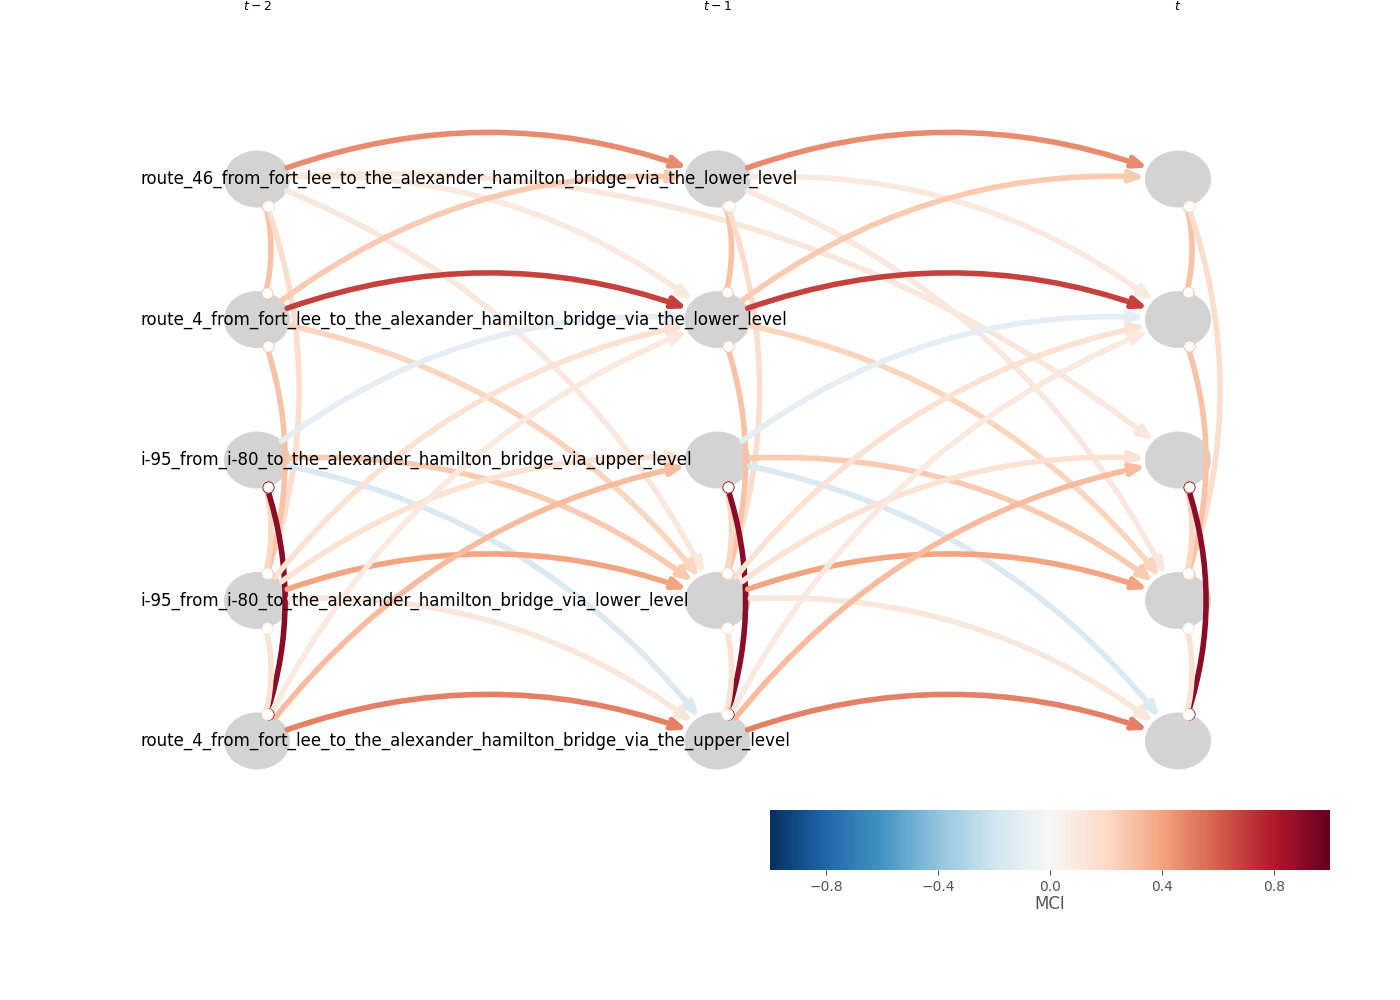 t − 2
t − 1
t
route_46_from_fort_lee_to_the_alexander_hamilton_bridge_via_the_lower_level
route_4_from_fort_lee_to_the_alexander_hamilton_bridge_via_the_lower_level
i-95_from_i-80_to_the_alexander_hamilton_bridge_via_upper_level
i-95_from_i-80_to_the_alexander_hamilton_bridge_via_lower_level
route_4_from_fort_lee_to_the_alexander_hamilton_bridge_via_the_upper_level
−0.8
−0.4
0.0
0.4
0.8
MCI